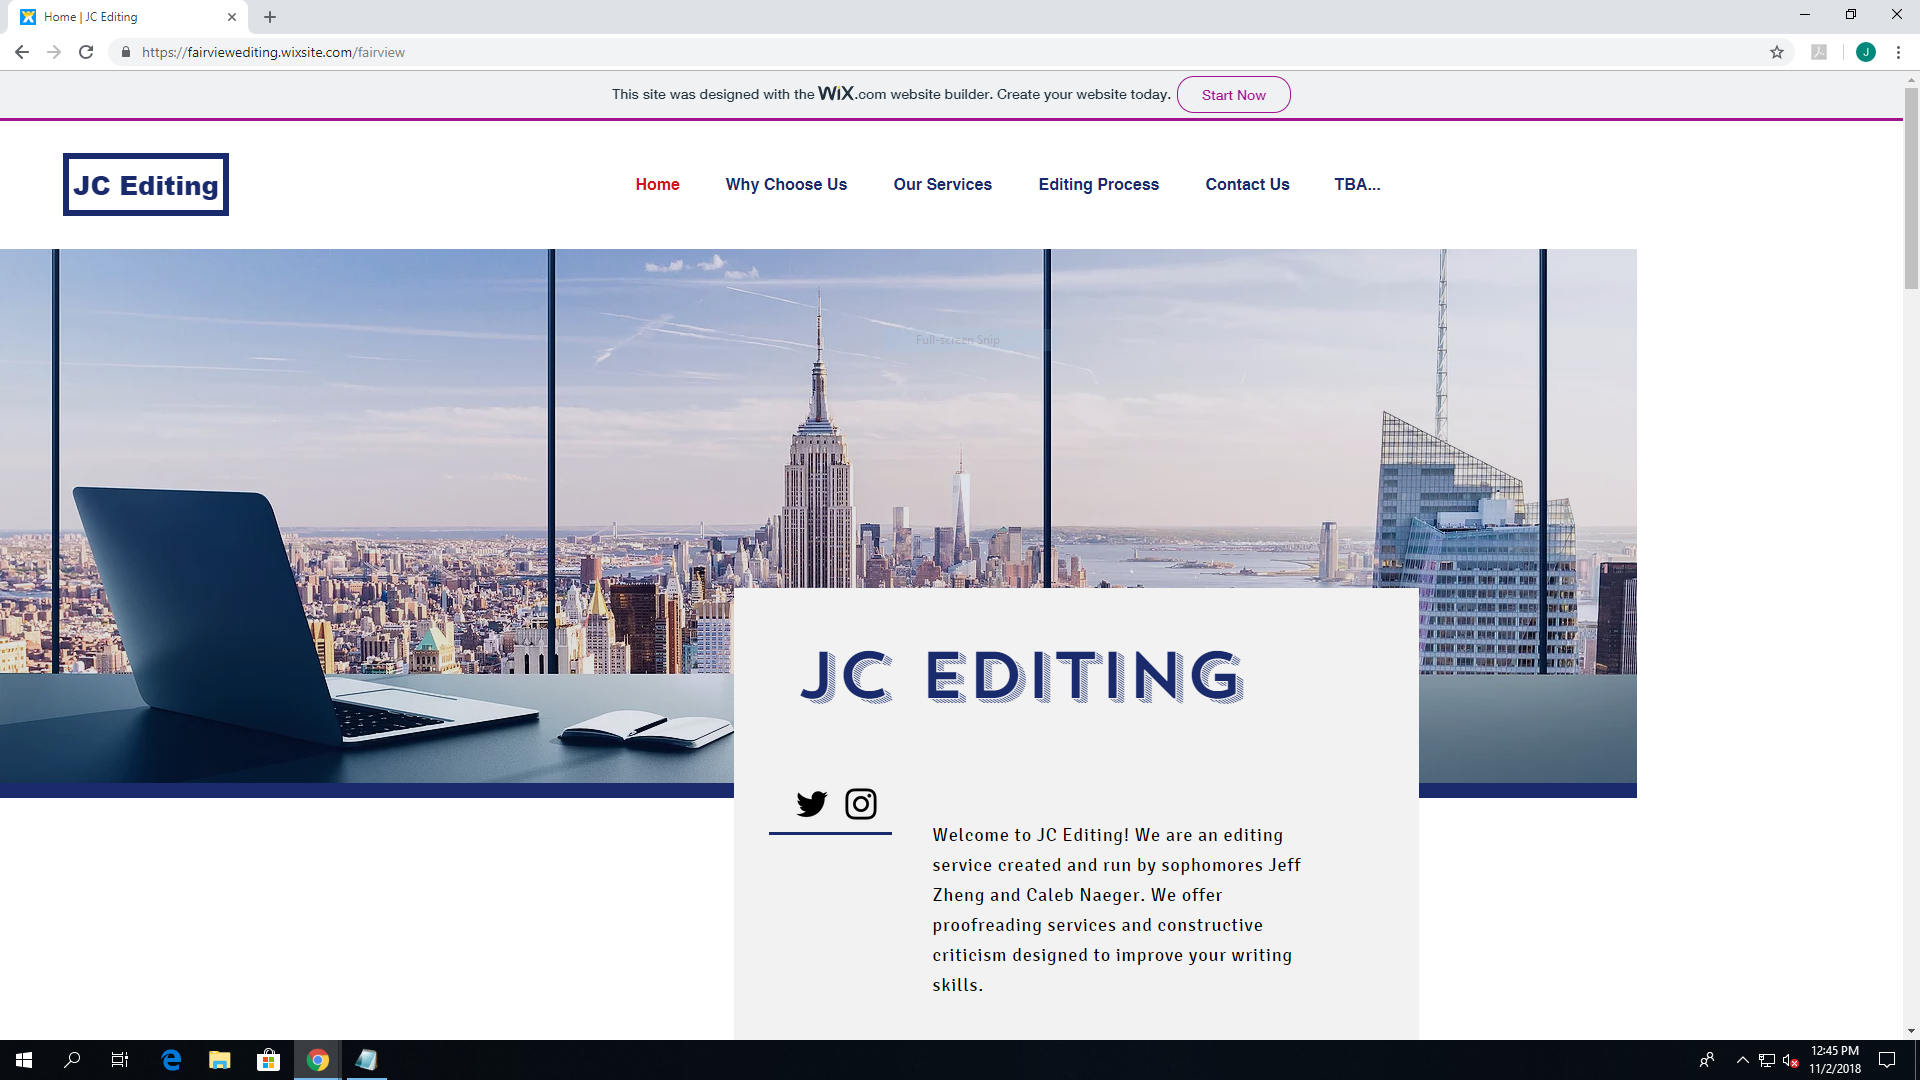 Home | JC Editing
https://fairviewediting.wixsite.com/fairview
J
This site was designed with the WiX.com website builder. Create your website today.
Start Now
JC Editing
Home
Why Choose Us
Our Services
Editing Process
Contact Us
TBA...
Full-screen Snip
JC EDITING
Welcome to JC Editing! We are an editing
service created and run by sophomores Jeff
Zheng and Caleb Naeger. We offer
proofreading services and constructive
criticism designed to improve your writing
skills.
12:45 PM
11/2/2018